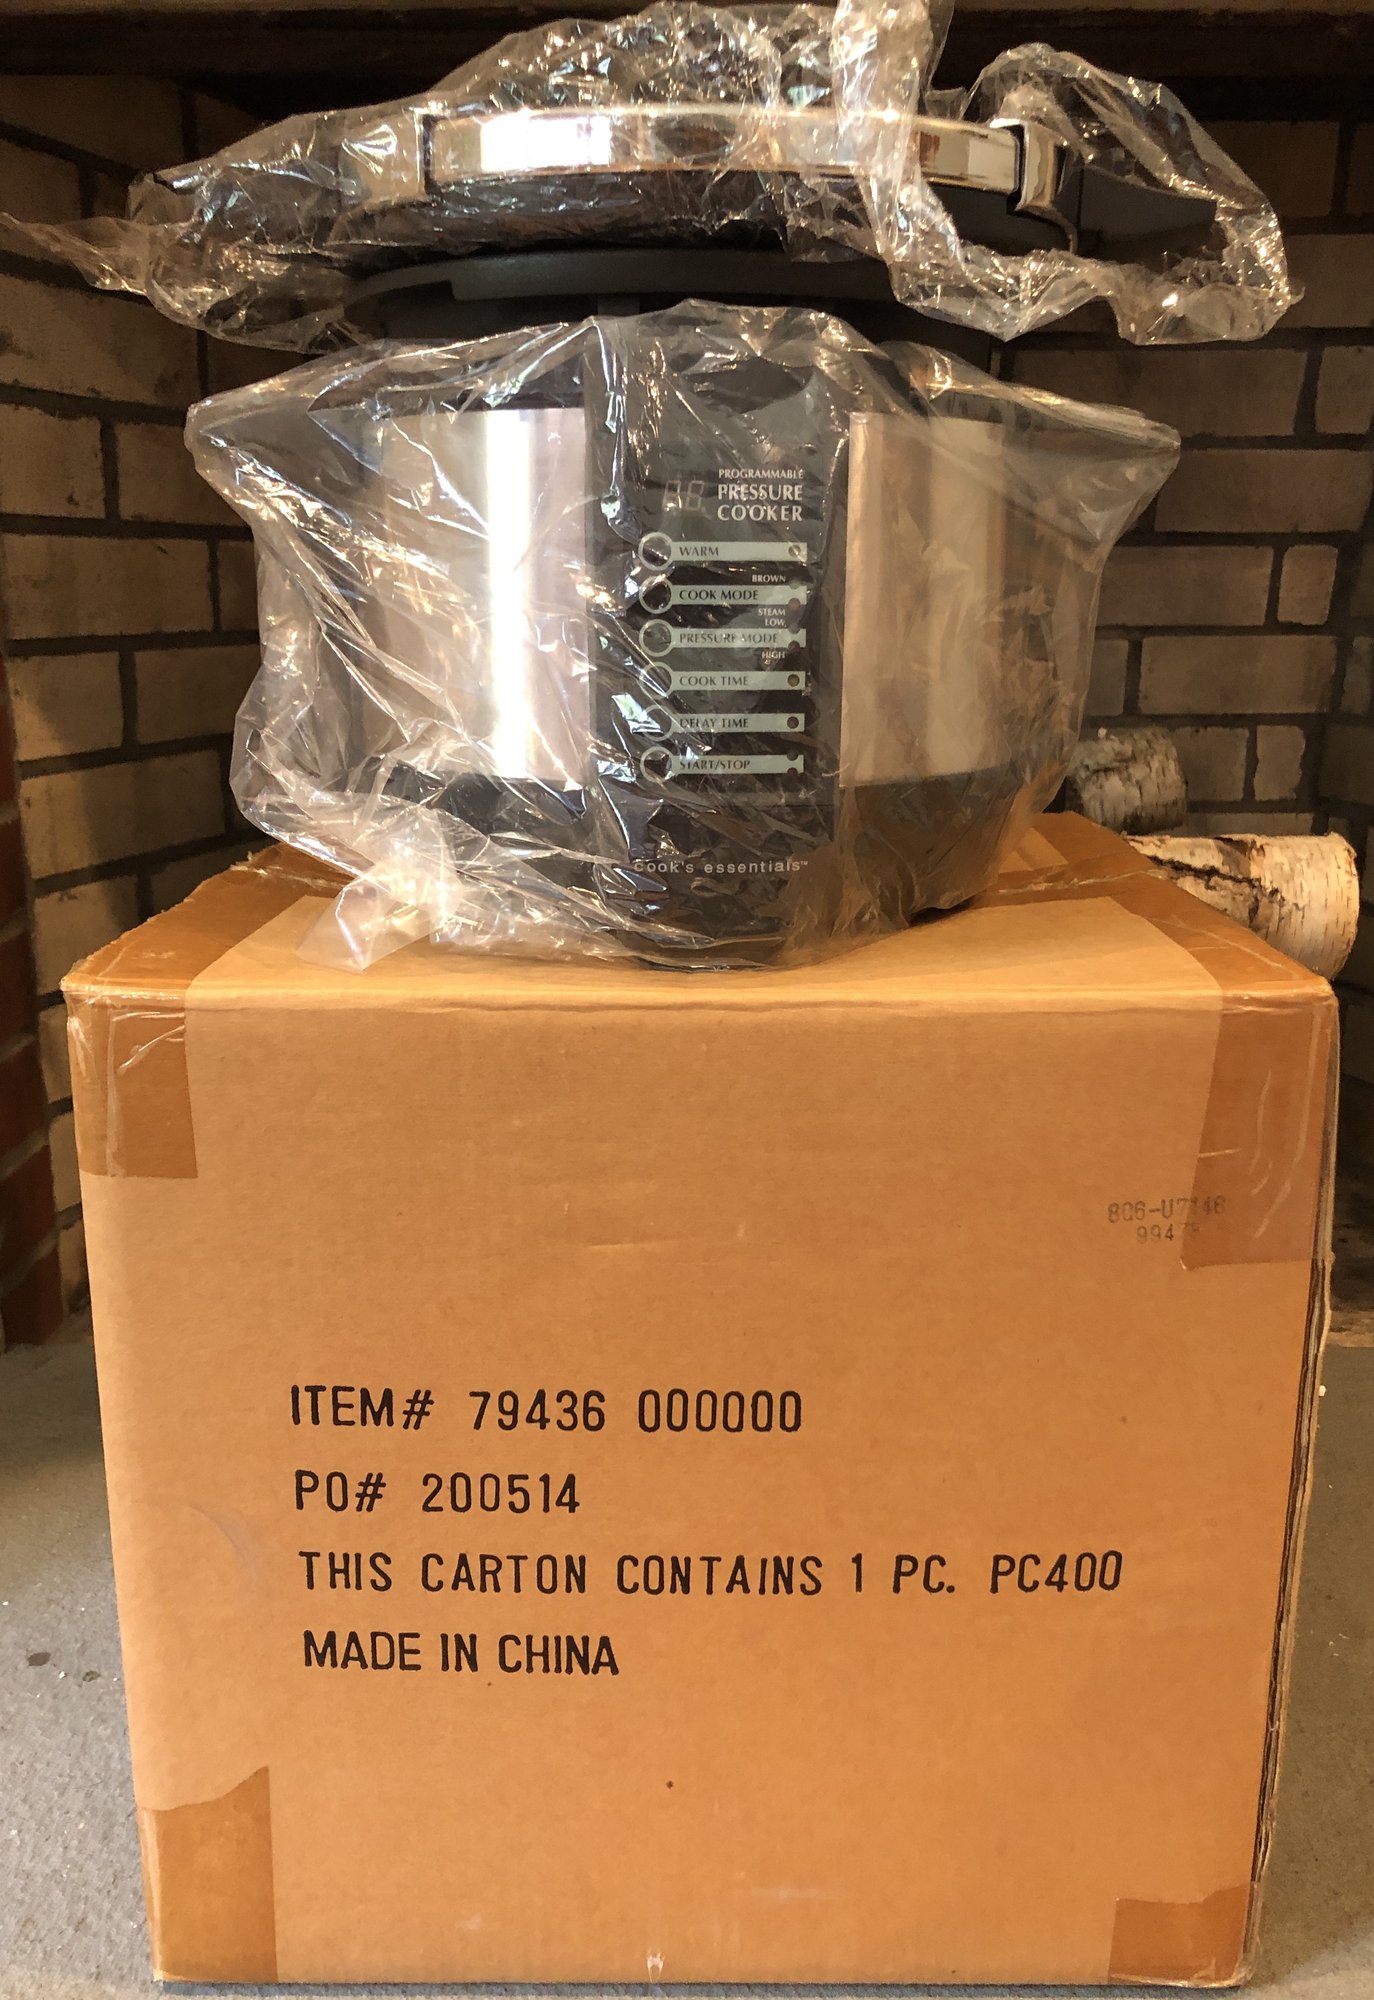 PROGRAMMABLE
PRESSURE
COOKER
WARM
BROWN
COOK MODE
STEAM
LOW
PRESSURE MODE
HIGH
COOK TIME
DELAY TIME
START/STOP
cook's essentials™
ITEM# 79436 000000
PO# 200514
THIS CARTON CONTAINS 1 PC. PC400
MADE IN CHINA